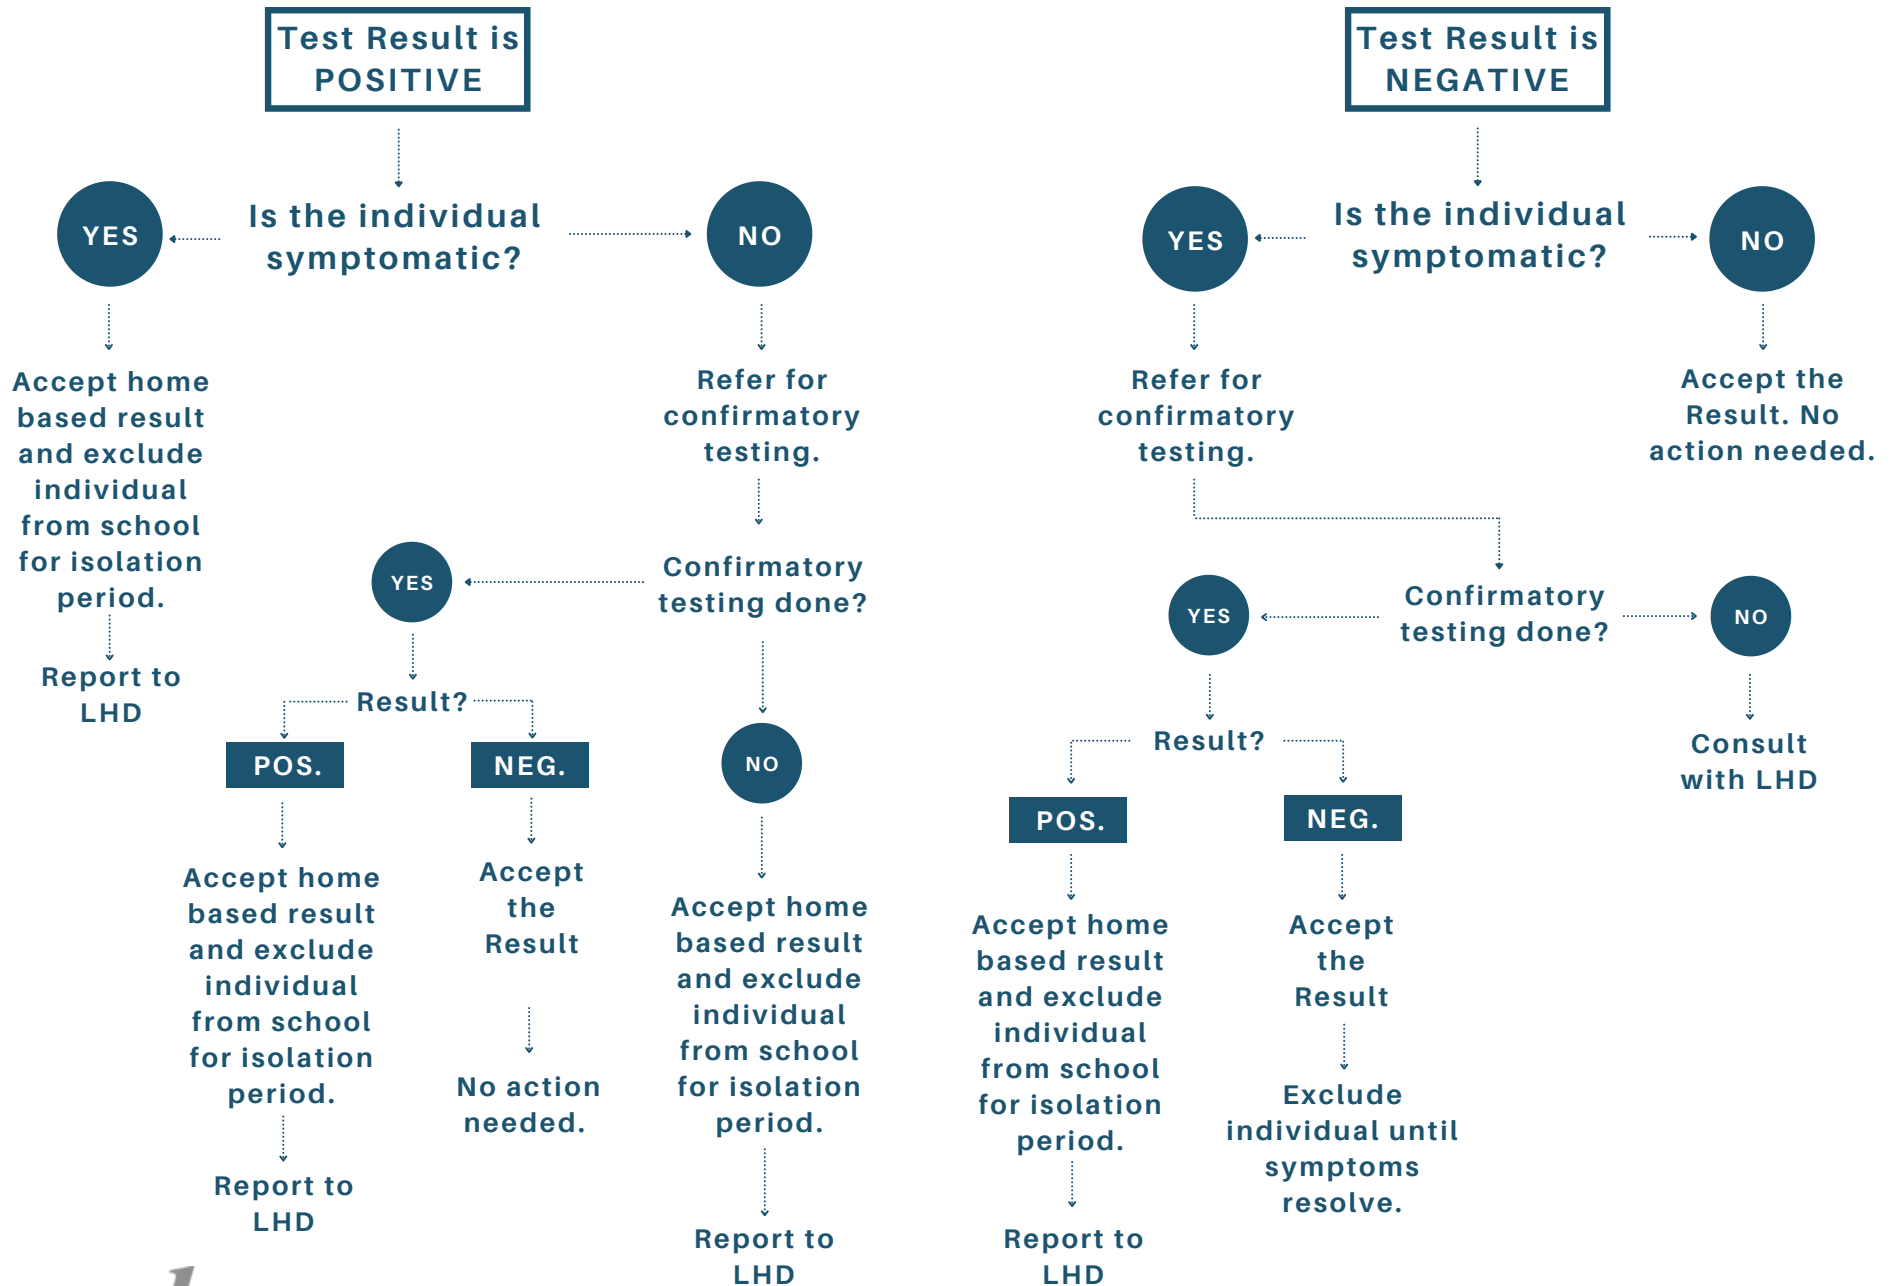 Test Result is
POSITIVE
Is the individual
symptomatic?
YES
NO
Accept home
based result
and exclude
individual
from school
for isolation
period.
Report to
LHD
Refer for
confirmatory
testing.
Confirmatory
testing done?
YES
Result?
POS.
NEG.
Accept home
based result
and exclude
individual
from school
for isolation
period.
Report to
LHD
Accept
the
Result
No action
needed.
NO
Accept home
based result
and exclude
individual
from school
for isolation
period.
Report to
LHD
Test Result is
NEGATIVE
Is the individual
symptomatic?
YES
NO
Refer for
confirmatory
testing.
Accept the
Result. No
action needed.
Confirmatory
testing done?
YES
NO
Result?
Consult
with LHD
POS.
NEG.
Accept home
based result
and exclude
individual
from school
for isolation
period.
Report to
LHD
Accept
the
Result
Exclude
individual until
symptoms
resolve.